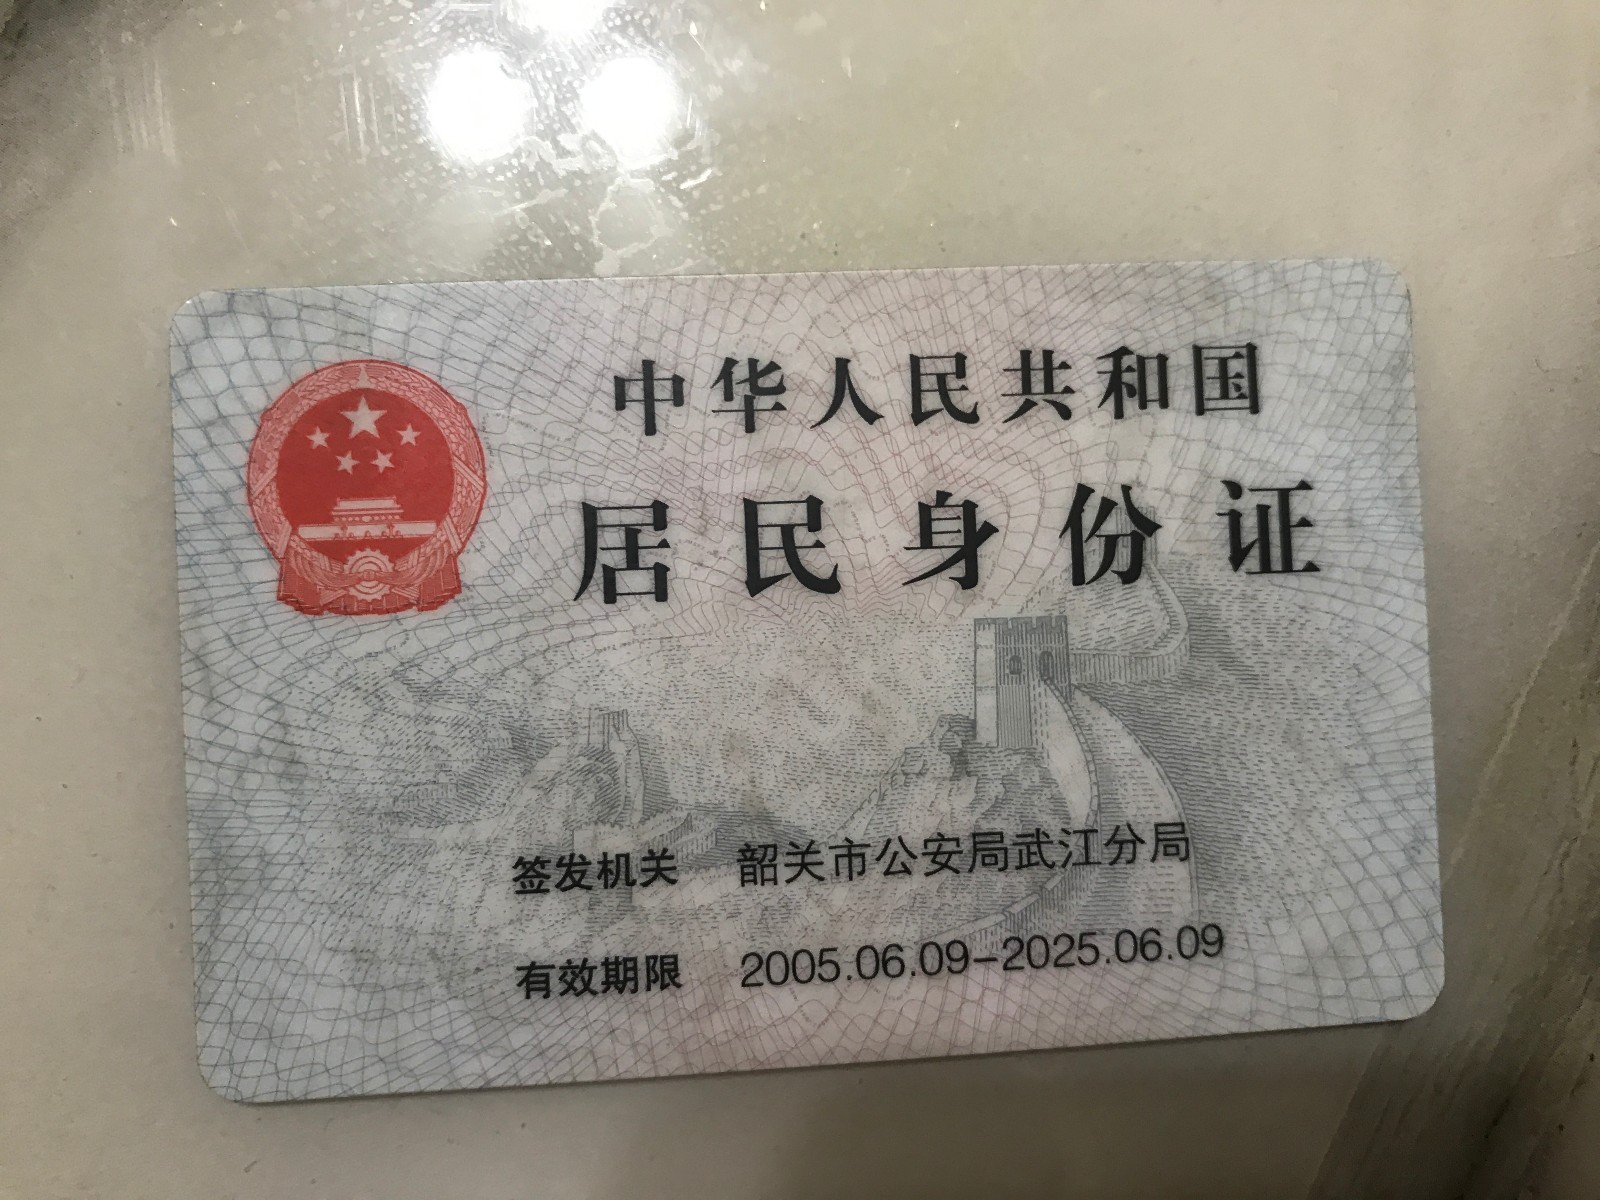 中华人民共和国
居民身份证
签发机关 韶关市公安局武江分局
有效期限 2005.06.09-2025.06.09